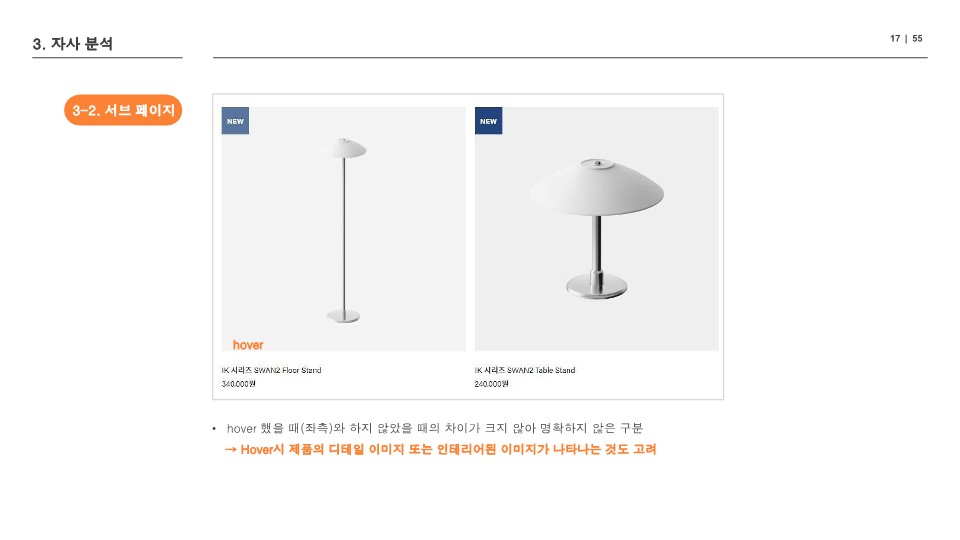 3. 자사 분석
17 | 55
3-2. 서브 페이지
NEW
NEW
hover
IK 시리즈 SWAN2 Floor Stand
340,000원
IK 시리즈 SWAN2 Table Stand
240,000원
• hover 했을 때(좌측)와 하지 않았을 때의 차이가 크지 않아 명확하지 않은 구분
→ Hover시 제품의 디테일 이미지 또는 인테리어된 이미지가 나타나는 것도 고려